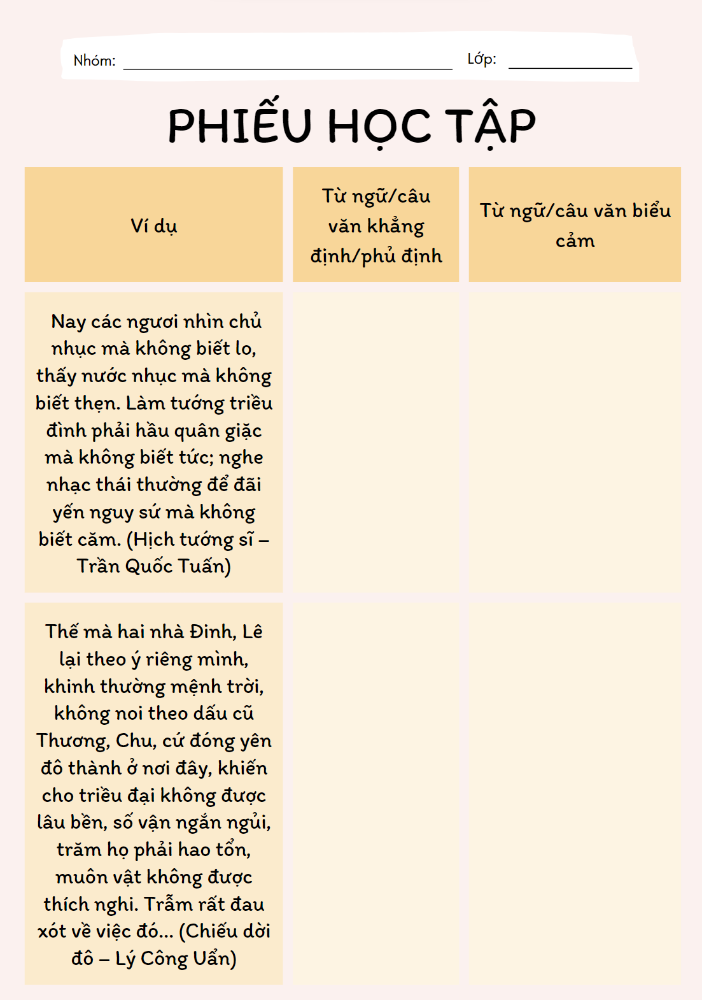 Nhóm: Lớp:
PHIẾU HỌC TẬP
Ví dụ
Từ ngữ/câu
văn khẳng
định/phủ định
Từ ngữ/câu văn biểu
cảm
Nay các ngươi nhìn chủ
nhục mà không biết lo,
thấy nước nhục mà không
biết thẹn. Làm tướng triều
đình phải hầu quân giặc
mà không biết tức; nghe
nhạc thái thường để đãi
yến nguy sứ mà không
biết căm. (Hịch tướng sĩ –
Trần Quốc Tuấn)
Thế mà hai nhà Đinh, Lê
lại theo ý riêng mình,
khinh thường mệnh trời,
không noi theo dấu cũ
Thương, Chu, cứ đóng yên
đô thành ở nơi đây, khiến
cho triều đại không được
lâu bền, số vận ngắn ngủi,
trăm họ phải hao tổn,
muôn vật không được
thích nghi. Trẫm rất đau
xót về việc đó... (Chiếu dời
đô – Lý Công Uẩn)